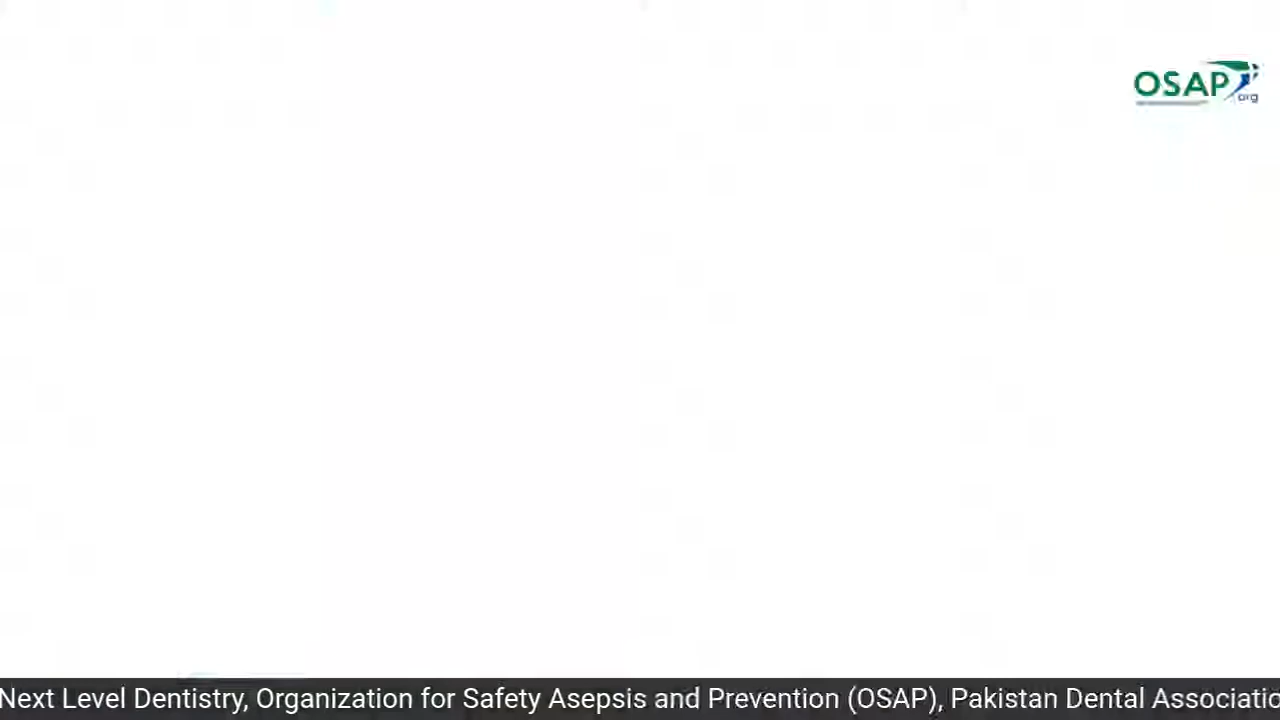 OSAP
.org
Next Level Dentistry, Organization for Safety Asepsis and Prevention (OSAP), Pakistan Dental Associatio